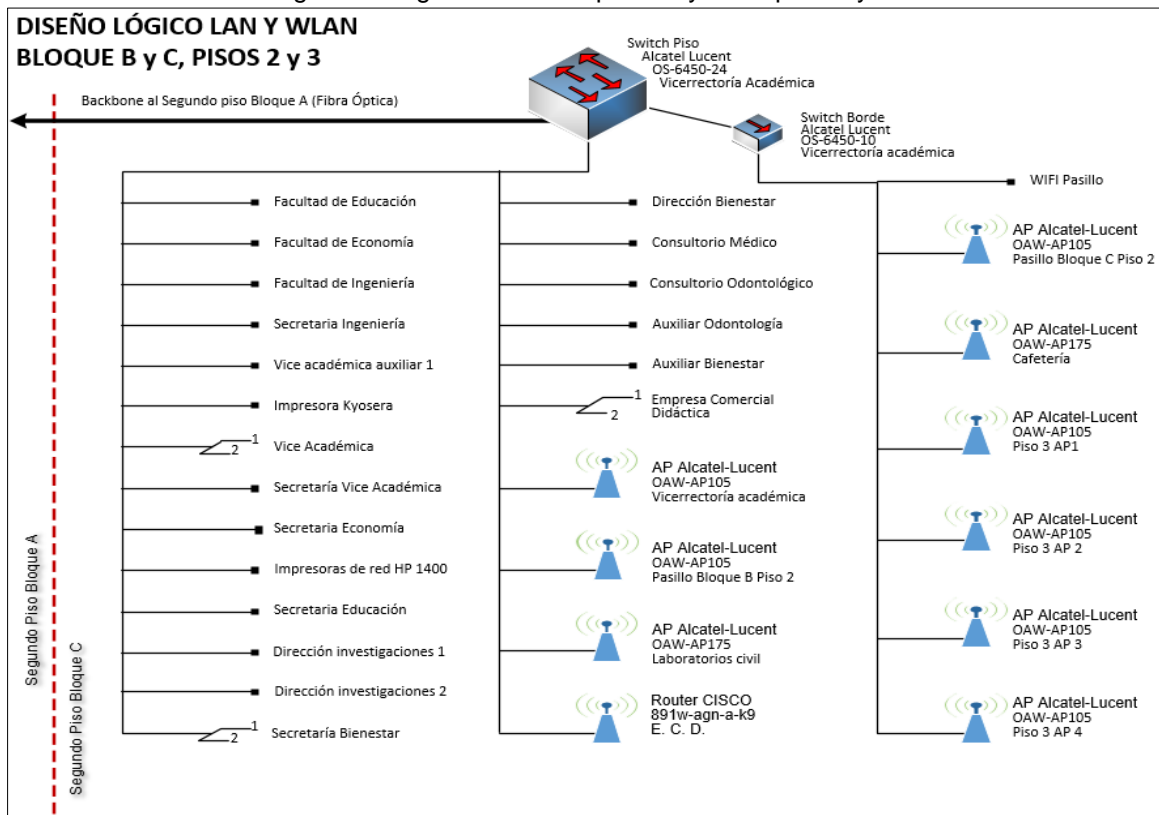 DISEÑO LÓGICO LAN Y WLAN
BLOQUE B y C, PISOS 2 y 3
Backbone al Segundo piso Bloque A (Fibra Óptica)
Switch Piso
Alcatel Lucent
OS-6450-24
Vicerrectoría Académica
Switch Borde
Alcatel Lucent
OS-6450-10
Vicerrectoría académica
Segundo Piso Bloque A
Segundo Piso Bloque C
Facultad de Educación
Facultad de Economía
Facultad de Ingeniería
Secretaria Ingeniería
Vice académica auxiliar 1
Impresora Kyosera
1
2
Vice Académica
Secretaría Vice Académica
Secretaria Economía
Impresoras de red HP 1400
Secretaria Educación
Dirección investigaciones 1
Dirección investigaciones 2
1
2
Secretaría Bienestar
Dirección Bienestar
Consultorio Médico
Consultorio Odontológico
Auxiliar Odontología
Auxiliar Bienestar
1
2
Empresa Comercial
Didáctica
AP Alcatel-Lucent
OAW-AP105
Vicerrectoría académica
AP Alcatel-Lucent
OAW-AP105
Pasillo Bloque B Piso 2
AP Alcatel-Lucent
OAW-AP175
Laboratorios civil
Router CISCO
891w-agn-a-k9
E. C. D.
WIFI Pasillo
AP Alcatel-Lucent
OAW-AP105
Pasillo Bloque C Piso 2
AP Alcatel-Lucent
OAW-AP175
Cafetería
AP Alcatel-Lucent
OAW-AP105
Piso 3 AP1
AP Alcatel-Lucent
OAW-AP105
Piso 3 AP 2
AP Alcatel-Lucent
OAW-AP105
Piso 3 AP 3
AP Alcatel-Lucent
OAW-AP105
Piso 3 AP 4